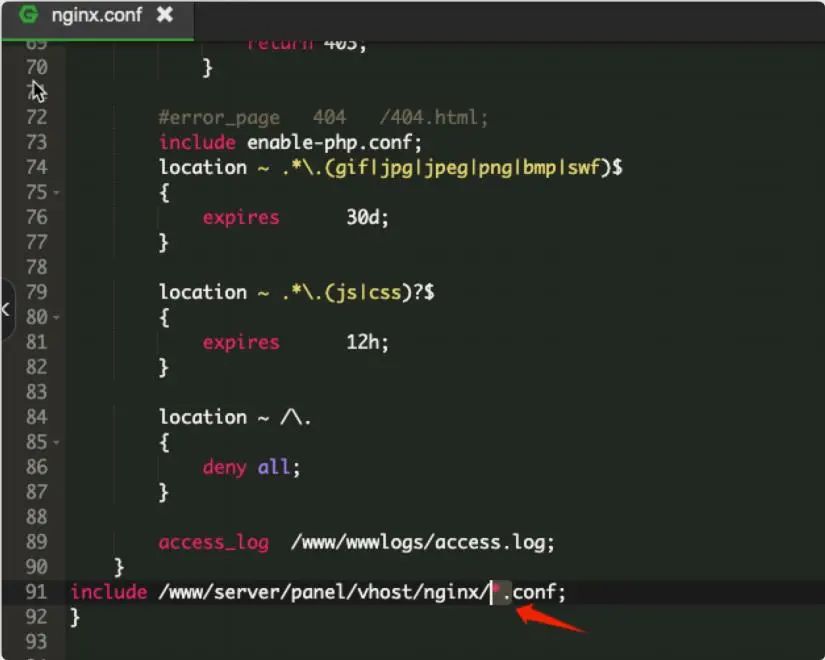 nginx.conf
69 return 403;
70 }
72 #error_page 404 /404.html;
73 include enable-php.conf;
74 location ~ .*\.(gif|jpg|jpeg|png|bmp|swf)$
75 {
76 expires 30d;
77 }
78
79 location ~ .*\.(js|css)?$
80 {
81 expires 12h;
82 }
83
84 location ~ /\.
85 {
86 deny all;
87 }
88
89 access_log /www/wwwlogs/access.log;
90 }
91 include /www/server/panel/vhost/nginx/*.conf;
92 }
93